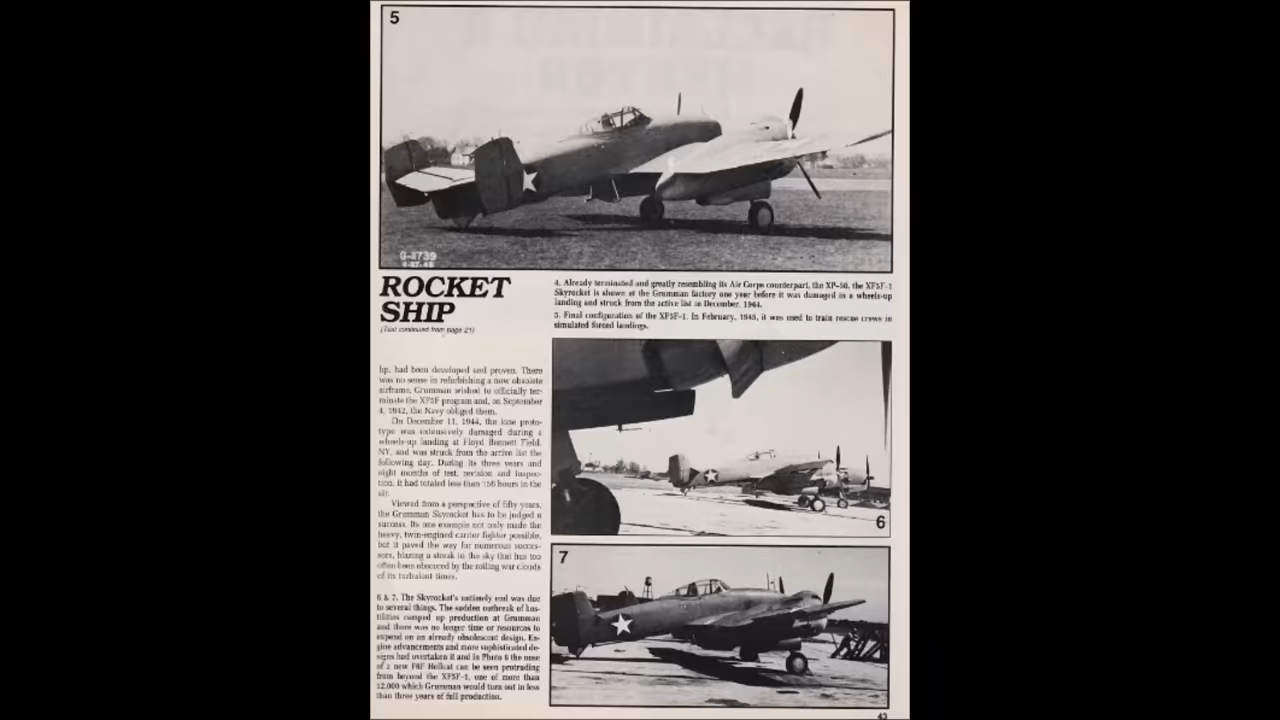 5
G-1739
ROCKET
SHIP
(Text continued from page 21)
hp, had been developed and proven. There
was no sense in refurbishing a now obsolete
airframe. Grumman wished to officially ter-
minate the XF5F program and, on September
4, 1942, the Navy obliged them.
On December 11, 1944, the lone proto-
type was extensively damaged during a
wheels-up landing at Floyd Bennett Field,
NY, and was struck from the active list the
following day. During its three years and
eight months of test, revision and inspec-
tion, it had totaled less than 156 hours in the
air.
Viewed from a perspective of fifty years,
the Grumman Skyrocket has to be judged a
success. Its one example not only made the
heavy, twin-engined carrier fighter possible,
but it paved the way for numerous succes-
sors, blazing a streak in the sky that has too
often been obscured by the roiling war clouds
of its turbulent times.
6 & 7. The Skyrocket's untimely end was due
to several things. The sudden outbreak of hos-
tilities ramped up production at Grumman
and there was no longer time or resources to
expend on an already obsolescent design. En-
gine advancements and more sophisticated de-
signs had overtaken it and in Photo 6 the nose
of a new F6F Hellcat can be seen protruding
from beyond the XF5F-1, one of more than
12,000 which Grumman would turn out in less
than three years of full production.
4. Already terminated and greatly resembling its Air Corps counterpart, the XP-50, the XF5F-1
Skyrocket is shown at the Grumman factory one year before it was damaged in a wheels-up
landing and struck from the active list in December, 1944.
5. Final configuration of the XF5F-1. In February, 1945, it was used to train rescue crews in
simulated forced landings.
6
7
43